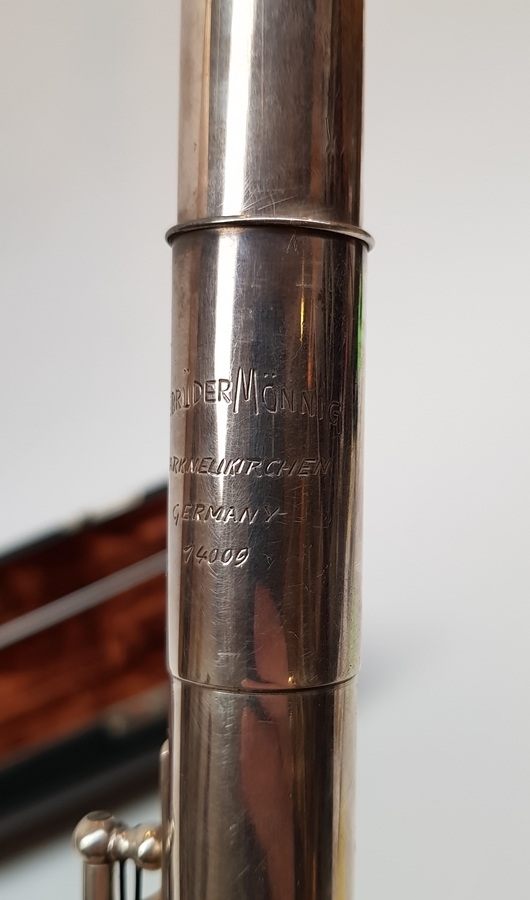 BRÜDER MÖNNIG
ARKNEUKIRCHEN
GERMANY
14009